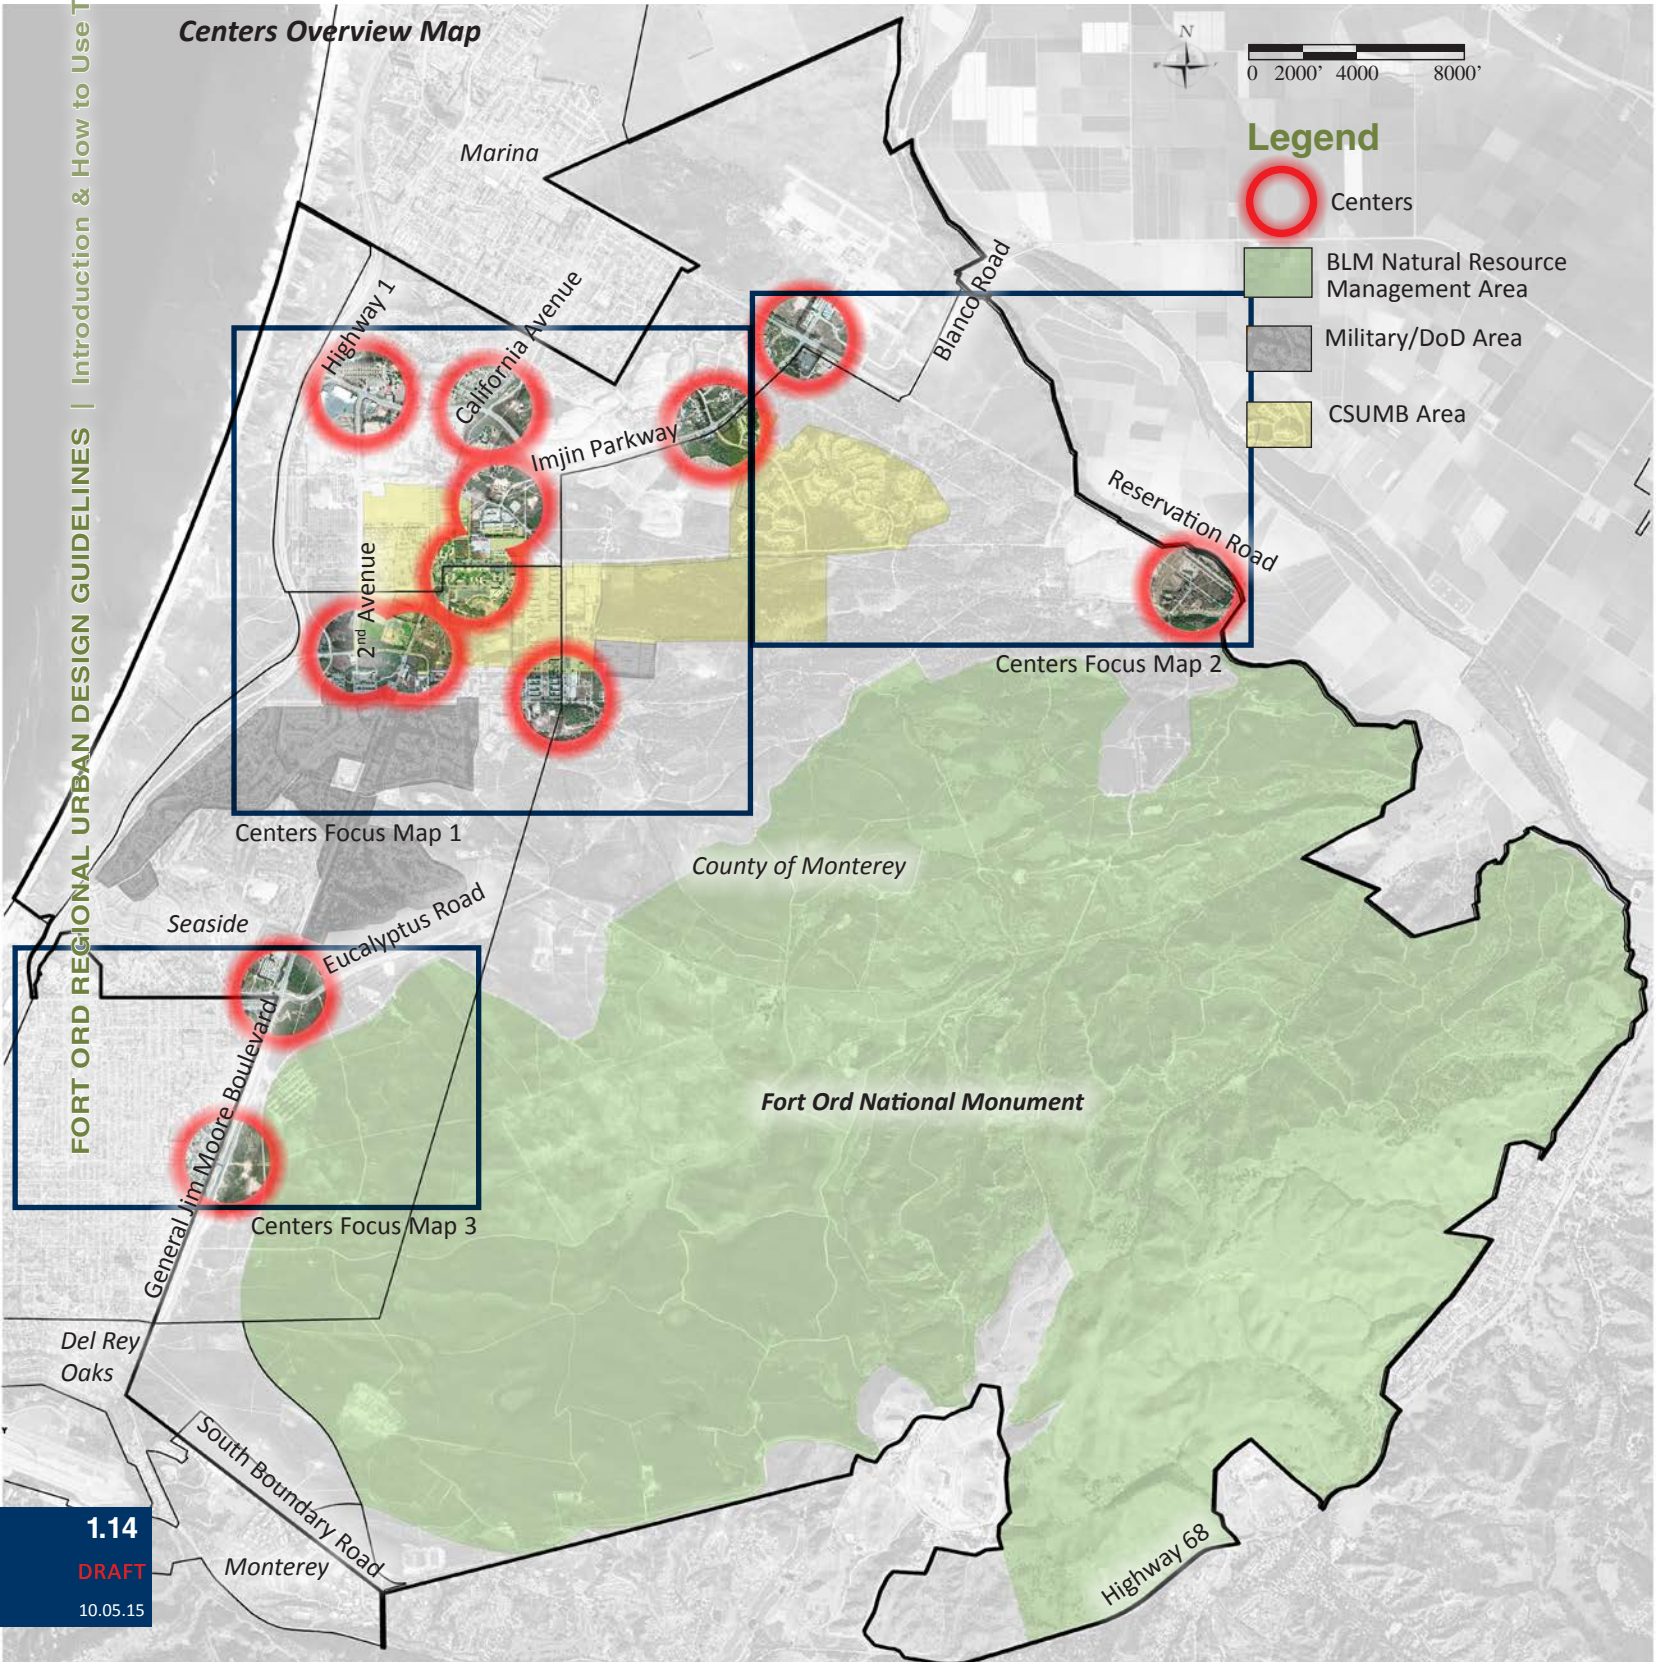 Centers Overview Map
N
0 2000' 4000 8000'
Legend
Centers
BLM Natural Resource
Management Area
Military/DoD Area
CSUMB Area
Marina
Highway 1
California Avenue
Blanco Road
Imjin Parkway
Reservation Road
2nd Avenue
Centers Focus Map 2
Centers Focus Map 1
County of Monterey
Seaside
Eucalyptus Road
General Jim Moore Boulevard
Fort Ord National Monument
Centers Focus Map 3
Del Rey
Oaks
South Boundary Road
Monterey
Highway 68
FORT ORD REGIONAL URBAN DESIGN GUIDELINES | Introduction & How to Use
1.14
DRAFT
10.05.15